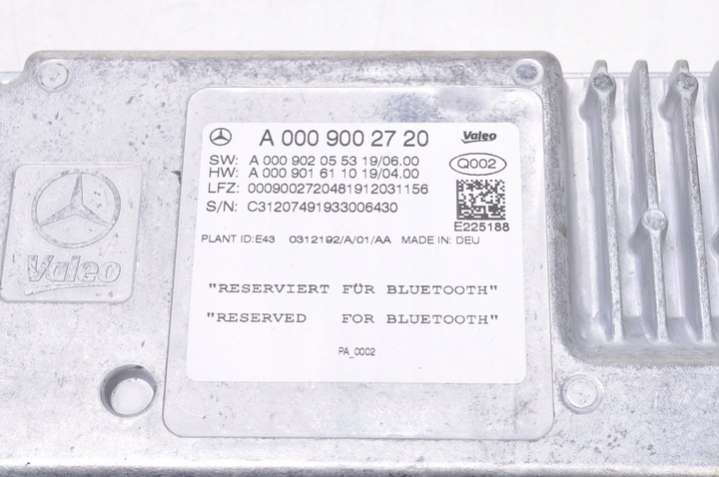 A 000 900 27 20
Valeo
SW: A 000 902 05 53 19/06.00
HW: A 000 901 61 10 19/04.00
Q002
LFZ: 0009002720481912031156
S/N: C31207491933006430
E225188
PLANT ID:E43 0312192/A/01/AA MADE IN: DEU
Valeo
"RESERVIERT FÜR BLUETOOTH"
"RESERVED FOR BLUETOOTH"
PA_0002